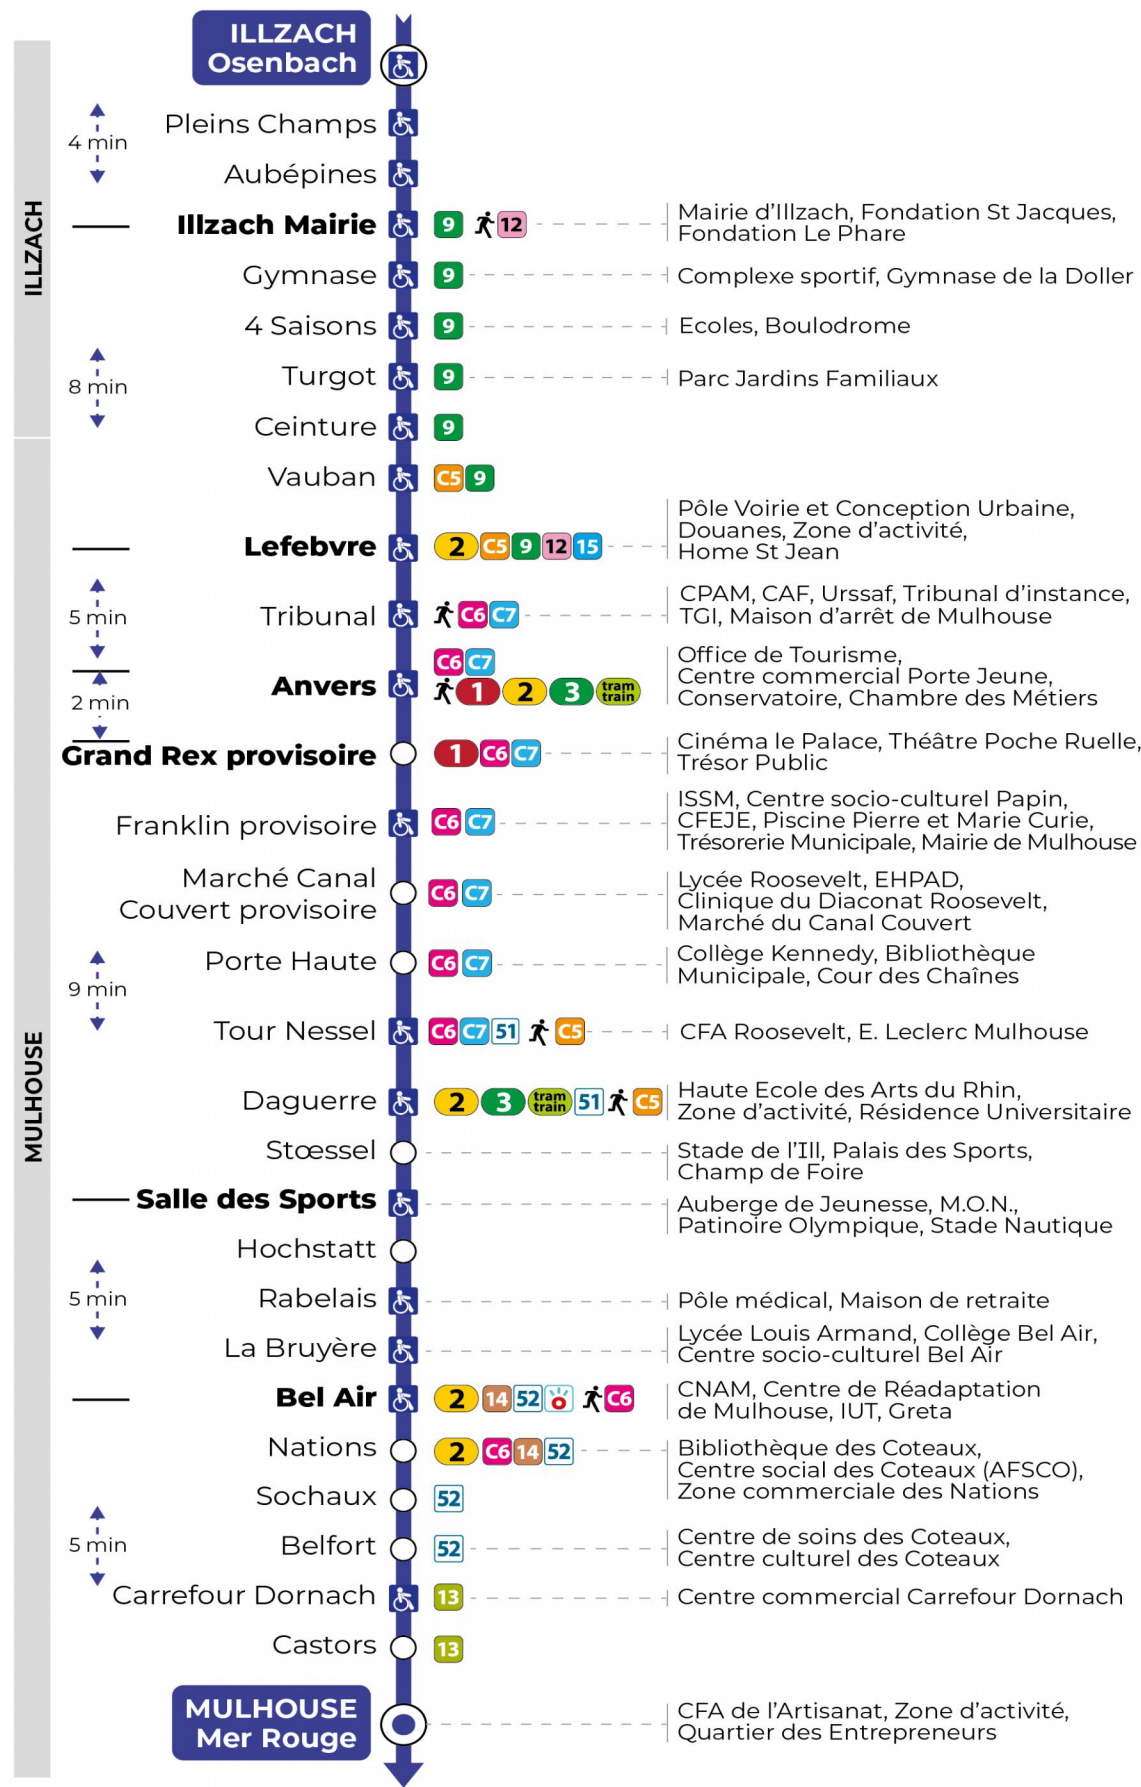 ILLZACH
Osenbach
Pleins Champs
4 min
Aubépines
ILLZACH
Illzach Mairie 9 12 Mairie d’Illzach, Fondation St Jacques,
Fondation Le Phare
Gymnase 9 Complexe sportif, Gymnase de la Doller
4 Saisons 9 Ecoles, Boulodrome
Turgot 9 Parc Jardins Familiaux
8 min
Ceinture 9
Vauban C5 9
Lefebvre 2 C5 9 12 15 Pôle Voirie et Conception Urbaine,
Douanes, Zone d’activité,
Home St Jean
5 min
Tribunal C6 C7 CPAM, CAF, Urssaf, Tribunal d’instance,
TGI, Maison d’arrêt de Mulhouse
C6 C7
Anvers 1 2 3 tram train Office de Tourisme,
Centre commercial Porte Jeune,
Conservatoire, Chambre des Métiers
2 min
Grand Rex provisoire 1 C6 C7 Cinéma le Palace, Théâtre Poche Ruelle,
Trésor Public
Franklin provisoire C6 C7 ISSM, Centre socio-culturel Papin,
CFEJE, Piscine Pierre et Marie Curie,
Trésorerie Municipale, Mairie de Mulhouse
Marché Canal
Couvert provisoire C6 C7 Lycée Roosevelt, EHPAD,
Clinique du Diaconat Roosevelt,
Marché du Canal Couvert
Porte Haute C6 C7 Collège Kennedy, Bibliothèque
Municipale, Cour des Chaînes
9 min
Tour Nessel C6 C7 51 C5 CFA Roosevelt, E. Leclerc Mulhouse
MULHOUSE
Daguerre 2 3 tram train 51 C5 Haute Ecole des Arts du Rhin,
Zone d’activité, Résidence Universitaire
Stœssel Stade de l’Ill, Palais des Sports,
Champ de Foire
Salle des Sports Auberge de Jeunesse, M.O.N.,
Patinoire Olympique, Stade Nautique
Hochstatt
5 min
Rabelais Pôle médical, Maison de retraite
La Bruyère Lycée Louis Armand, Collège Bel Air,
Centre socio-culturel Bel Air
Bel Air 2 14 52 C6 CNAM, Centre de Réadaptation
de Mulhouse, IUT, Greta
Nations 2 C6 14 52 Bibliothèque des Coteaux,
Centre social des Coteaux (AFSCO),
Zone commerciale des Nations
Sochaux 52
5 min
Belfort 52 Centre de soins des Coteaux,
Centre culturel des Coteaux
Carrefour Dornach 13 Centre commercial Carrefour Dornach
Castors 13
MULHOUSE
Mer Rouge
CFA de l’Artisanat, Zone d’activité,
Quartier des Entrepreneurs